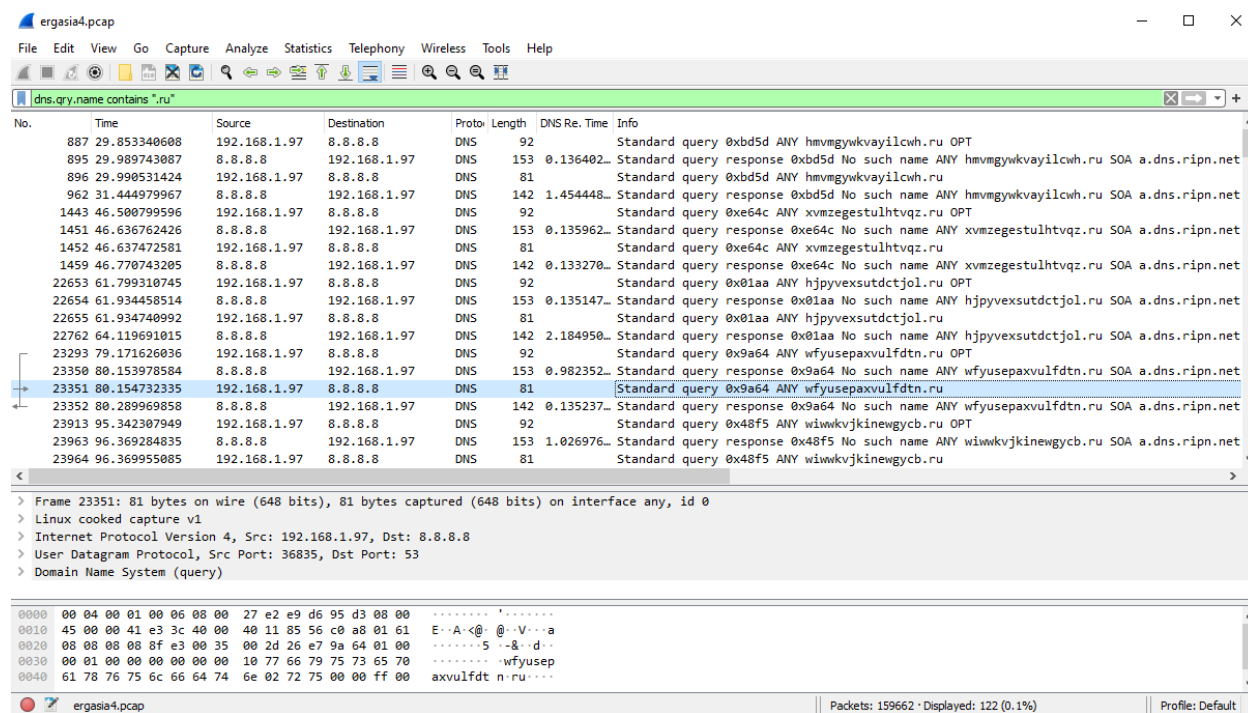 ergasia4.pcap
File Edit View Go Capture Analyze Statistics Telephony Wireless Tools Help
dns.qry.name contains ".ru"
No. Time Source Destination Proto Length DNS Re. Time Info
887 29.853340608 192.168.1.97 8.8.8.8 DNS 92 Standard query 0xbd5d ANY hmvmgywkvayilcwh.ru OPT
895 29.989743087 8.8.8.8 192.168.1.97 DNS 153 0.136402… Standard query response 0xbd5d No such name ANY hmvmgywkvayilcwh.ru SOA a.dns.ripn.net
896 29.990531424 192.168.1.97 8.8.8.8 DNS 81 Standard query 0xbd5d ANY hmvmgywkvayilcwh.ru
962 31.444979967 8.8.8.8 192.168.1.97 DNS 142 1.454448… Standard query response 0xbd5d No such name ANY hmvmgywkvayilcwh.ru SOA a.dns.ripn.net
1443 46.500799596 192.168.1.97 8.8.8.8 DNS 92 Standard query 0xe64c ANY xvmzegestulhtvqz.ru OPT
1451 46.636762426 8.8.8.8 192.168.1.97 DNS 153 0.135962… Standard query response 0xe64c No such name ANY xvmzegestulhtvqz.ru SOA a.dns.ripn.net
1452 46.637472581 192.168.1.97 8.8.8.8 DNS 81 Standard query 0xe64c ANY xvmzegestulhtvqz.ru
1459 46.770743205 8.8.8.8 192.168.1.97 DNS 142 0.133270… Standard query response 0xe64c No such name ANY xvmzegestulhtvqz.ru SOA a.dns.ripn.net
22653 61.799310745 192.168.1.97 8.8.8.8 DNS 92 Standard query 0x01aa ANY hjpyvexsutdctjol.ru OPT
22654 61.934458514 8.8.8.8 192.168.1.97 DNS 153 0.135147… Standard query response 0x01aa No such name ANY hjpyvexsutdctjol.ru SOA a.dns.ripn.net
22655 61.934740992 192.168.1.97 8.8.8.8 DNS 81 Standard query 0x01aa ANY hjpyvexsutdctjol.ru
22762 64.119691015 8.8.8.8 192.168.1.97 DNS 142 2.184950… Standard query response 0x01aa No such name ANY hjpyvexsutdctjol.ru SOA a.dns.ripn.net
23293 79.171626036 192.168.1.97 8.8.8.8 DNS 92 Standard query 0x9a64 ANY wfyusepaxvulfdtn.ru OPT
23350 80.153978584 8.8.8.8 192.168.1.97 DNS 153 0.982352… Standard query response 0x9a64 No such name ANY wfyusepaxvulfdtn.ru SOA a.dns.ripn.net
23351 80.154732335 192.168.1.97 8.8.8.8 DNS 81 Standard query 0x9a64 ANY wfyusepaxvulfdtn.ru
23352 80.289969858 8.8.8.8 192.168.1.97 DNS 142 0.135237… Standard query response 0x9a64 No such name ANY wfyusepaxvulfdtn.ru SOA a.dns.ripn.net
23913 95.342307949 192.168.1.97 8.8.8.8 DNS 92 Standard query 0x48f5 ANY wiwwkvjkinewgycb.ru OPT
23963 96.369284835 8.8.8.8 192.168.1.97 DNS 153 1.026976… Standard query response 0x48f5 No such name ANY wiwwkvjkinewgycb.ru SOA a.dns.ripn.net
23964 96.369955085 192.168.1.97 8.8.8.8 DNS 81 Standard query 0x48f5 ANY wiwwkvjkinewgycb.ru
Frame 23351: 81 bytes on wire (648 bits), 81 bytes captured (648 bits) on interface any, id 0
Linux cooked capture v1
Internet Protocol Version 4, Src: 192.168.1.97, Dst: 8.8.8.8
User Datagram Protocol, Src Port: 36835, Dst Port: 53
Domain Name System (query)
0000 00 04 00 01 00 06 08 00 27 e2 e9 d6 95 d3 08 00 ········ '·······
0010 45 00 00 41 e3 3c 40 00 40 11 85 56 c0 a8 01 61 E··A·<@· @··V···a
0020 08 08 08 08 8f e3 00 35 00 2d 26 e7 9a 64 01 00 ·······5 ·-&··d··
0030 00 01 00 00 00 00 00 00 10 77 66 79 75 73 65 70 ········ ·wfyusep
0040 61 78 76 75 6c 66 64 74 6e 02 72 75 00 00 ff 00 axvulfdt n·ru····
ergasia4.pcap Packets: 159662 · Displayed: 122 (0.1%) Profile: Default